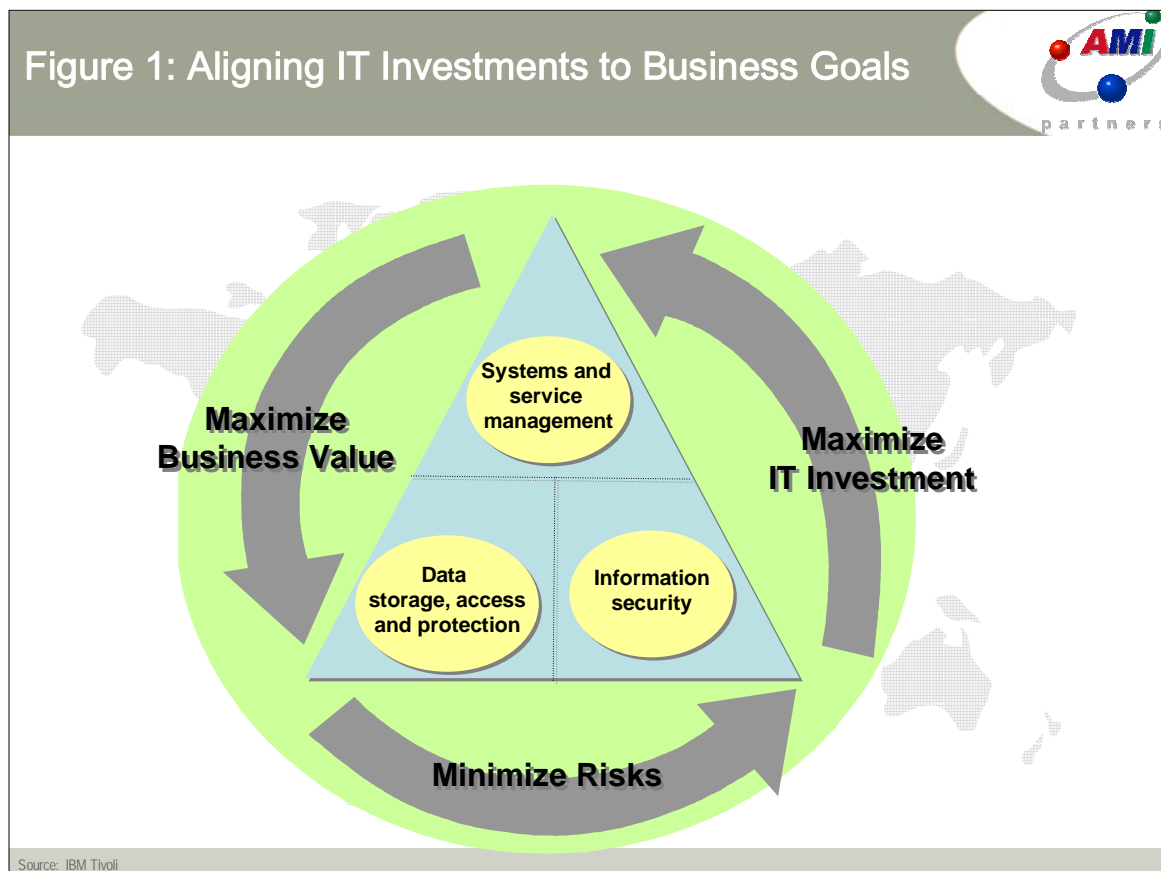 Figure 1: Aligning IT Investments to Business Goals
AMI
partners
Systems and
service
management
Maximize
Business Value
Maximize
IT Investment
Data
storage, access
and protection
Information
security
Minimize Risks
Source: IBM Tivoli